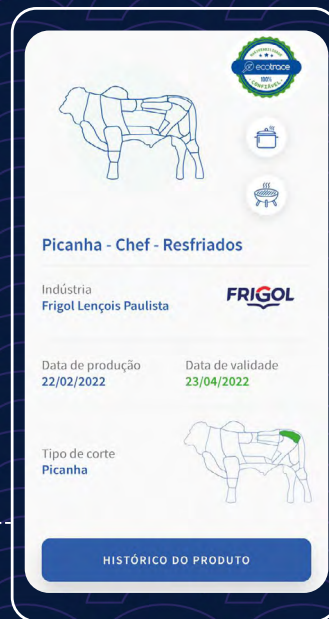 ecotrace
100%
CONFIÁVEL
Picanha - Chef - Resfriados
Indústria
Frigol Lençois Paulista
FRIGOL
Data de produção
22/02/2022
Data de validade
23/04/2022
Tipo de corte
Picanha
HISTÓRICO DO PRODUTO